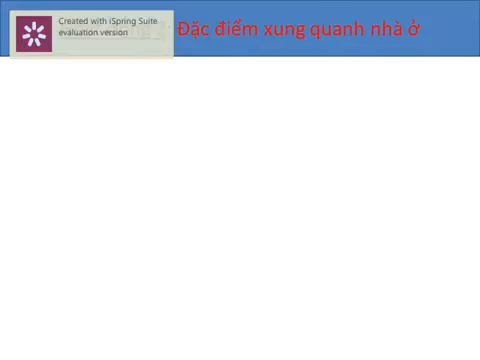 Created with iSpring Suite
evaluation version
Đặc điểm xung quanh nhà ở